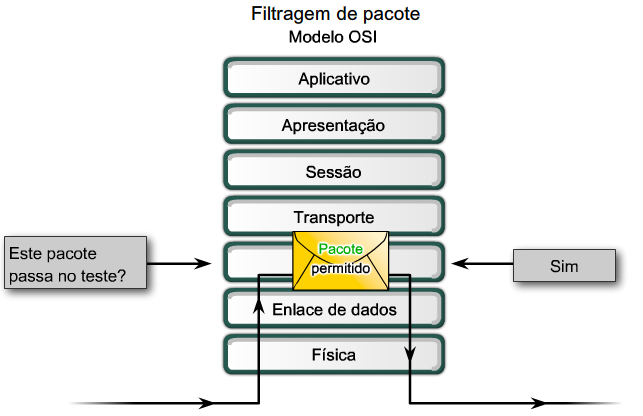 Filtragem de pacote
Modelo OSI
Aplicativo
Apresentação
Sessão
Transporte
Este pacote
passa no teste?
Pacote
permitido
Sim
Enlace de dados
Física